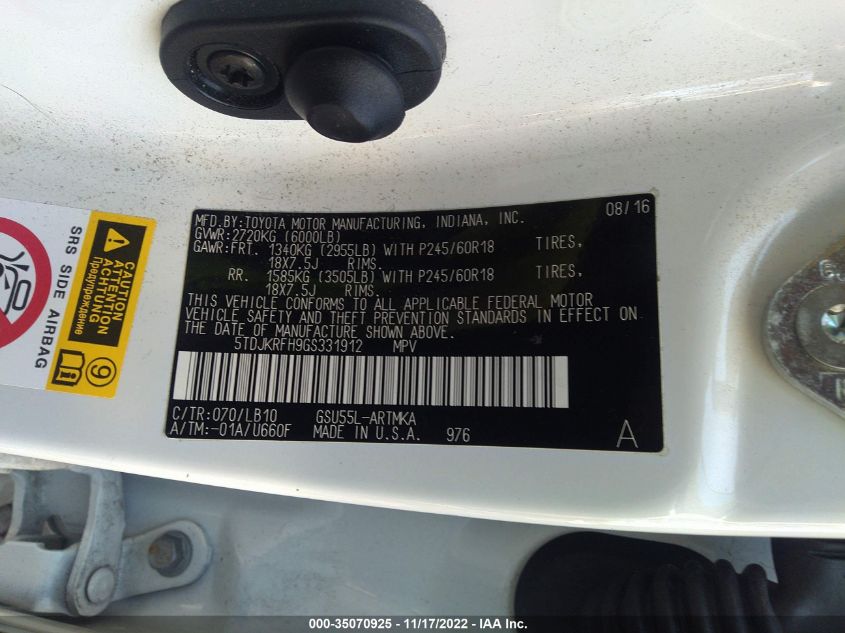 MFD.BY:TOYOTA MOTOR MANUFACTURING, INDIANA, INC. 08/16
GVWR:2720KG (6000LB)
GAWR:FRT. 1340KG (2955LB) WITH P245/60R18 TIRES,
18X7.5J RIMS.
RR. 1585KG (3505LB) WITH P245/60R18 TIRES,
18X7.5J RIMS.
THIS VEHICLE CONFORMS TO ALL APPLICABLE FEDERAL MOTOR
VEHICLE SAFETY AND THEFT PREVENTION STANDARDS IN EFFECT
ON THE DATE OF MANUFACTURE SHOWN ABOVE.
5TDJKRFH9GS331912 MPV
C/TR:070/LB10 GSU55L-ARTMKA
A/TM:-01A/U660F MADE IN U.S.A. 976 A
SRS SIDE AIRBAG
CAUTION
ATTENTION
ACHTUNG
Предупреждение
9
000-35070925 - 11/17/2022 - IAA Inc.